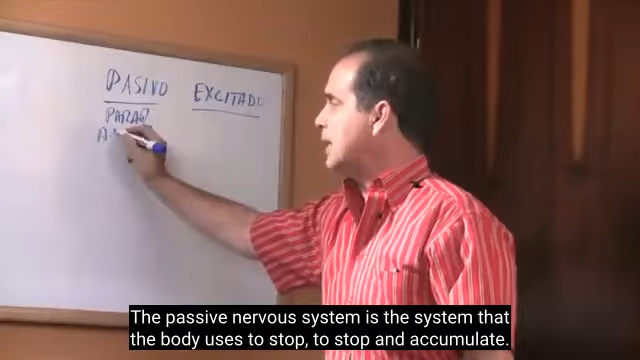 PASIVO EXCITADO
PARAR
The passive nervous system is the system that
the body uses to stop, to stop and accumulate.